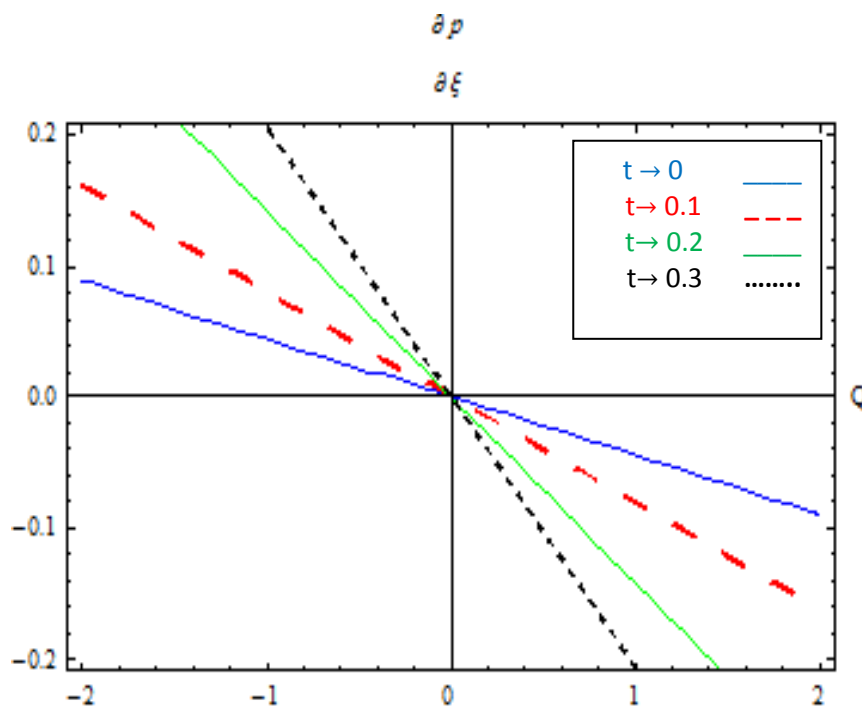 ∂ p
∂ ξ
0.2
t → 0
t → 0.1
t → 0.2
t → 0.3
0.1
0.0
Q
−0.1
−0.2
−2
−1
0
1
2